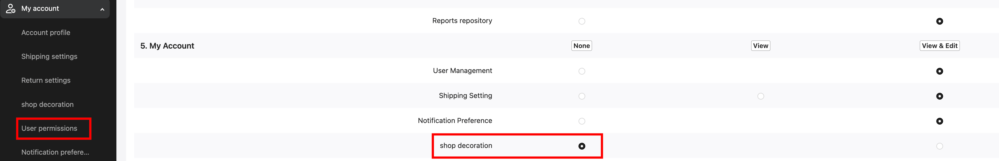 My account
Account profile
Shipping settings
Return settings
shop decoration
User permissions
Notification prefere...
Reports repository
5. My Account None View View & Edit
User Management
Shipping Setting
Notification Preference
shop decoration